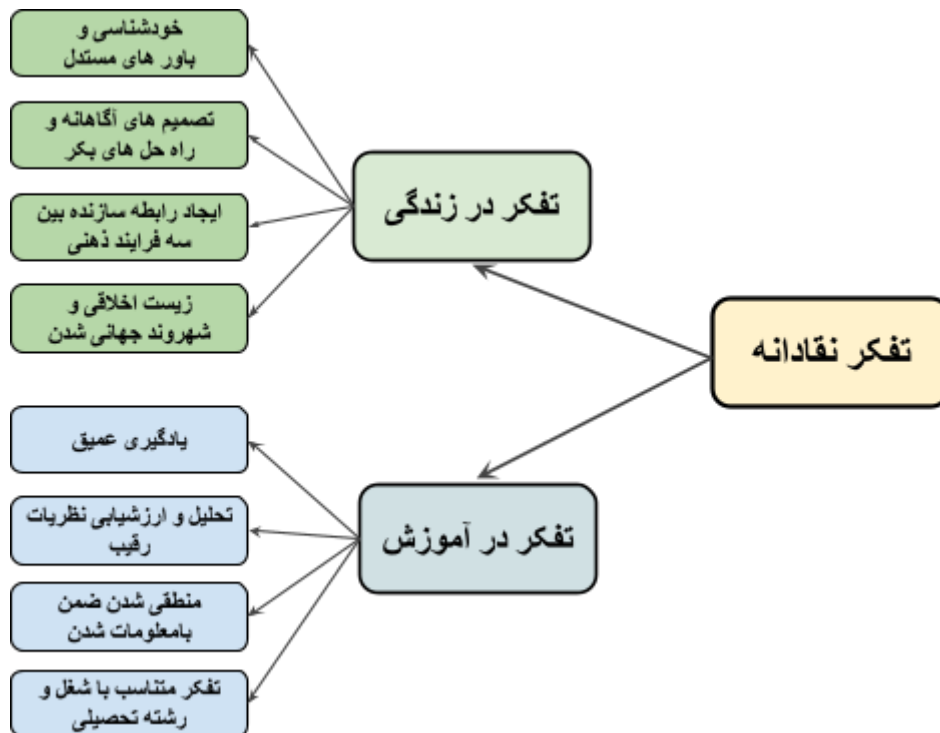 تفکر نقادانه
تفکر در زندگی
خودشناسی و
باور های مستدل
تصمیم های آگاهانه و
راه حل های بکر
ایجاد رابطه سازنده بین
سه فرایند ذهنی
زیست اخلاقی و
شهروند جهانی شدن
تفکر در آموزش
یادگیری عمیق
تحلیل و ارزشیابی نظریات
رقیب
منطقی شدن ضمن
بامعلومات شدن
تفکر متناسب با شغل و
رشته تحصیلی